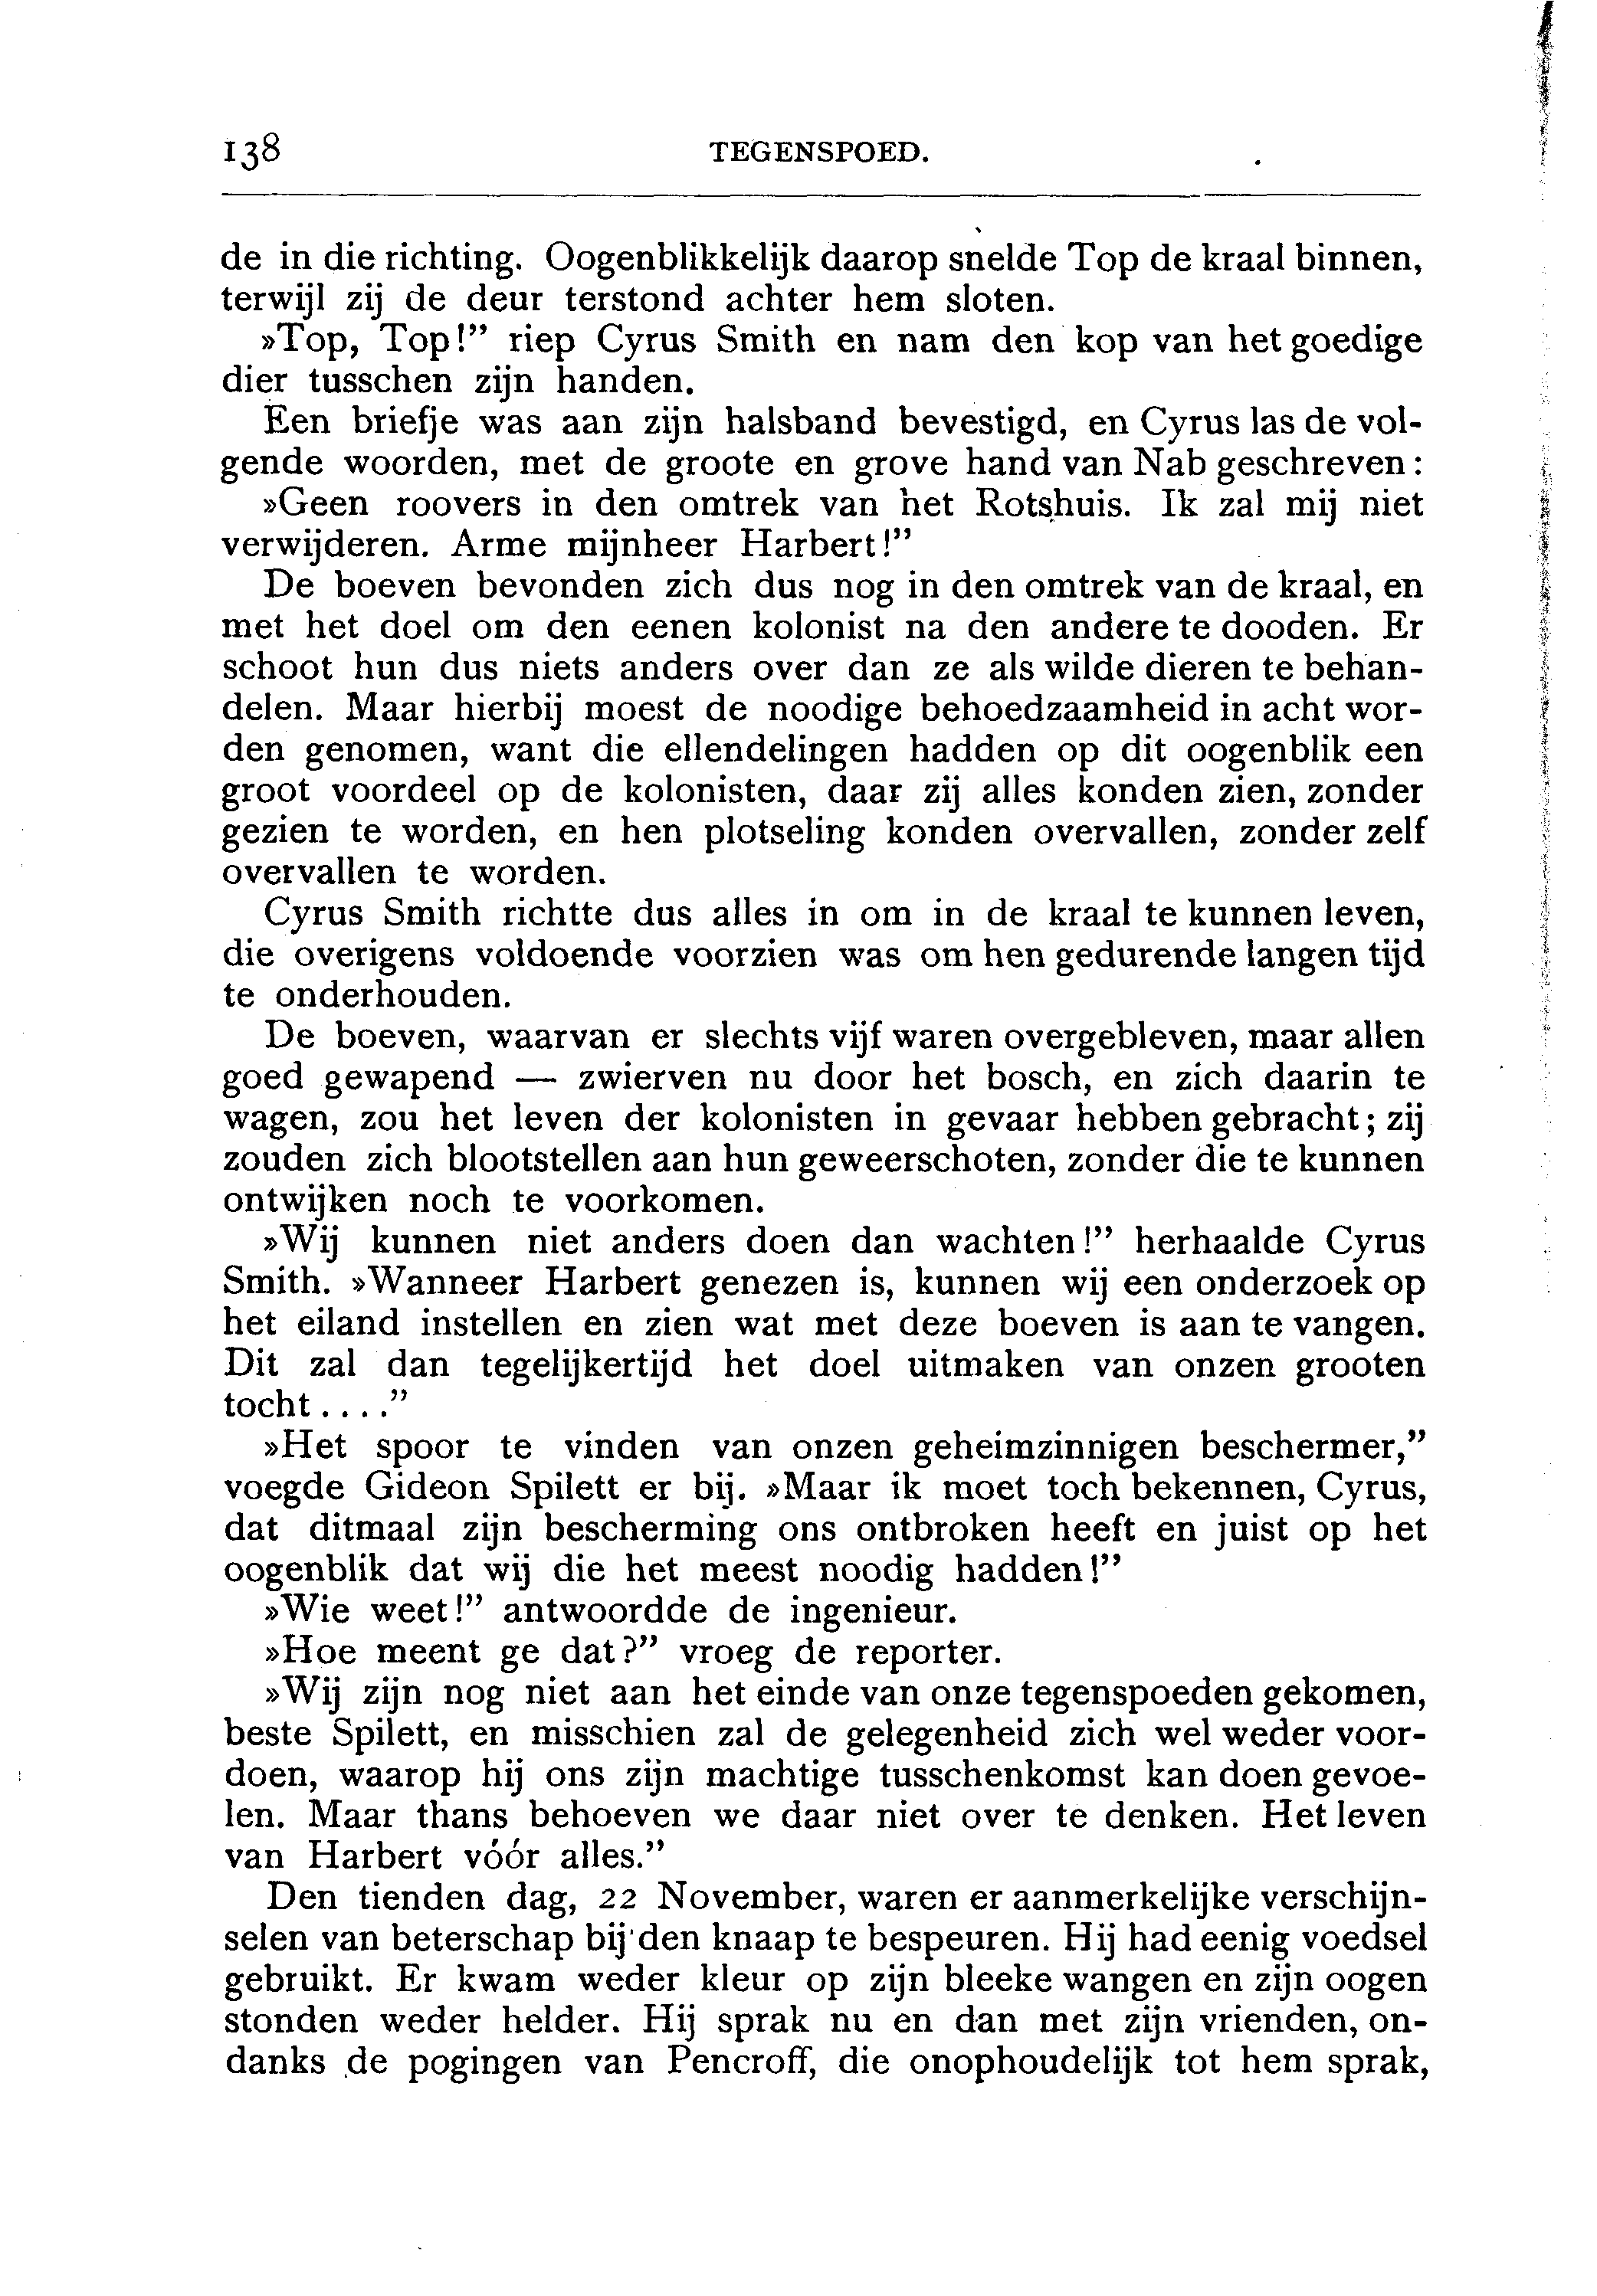 138
TEGENSPOED.
de in die richting. Oogenblikkelijk daarop snelde Top de kraal binnen,
terwijl zij de deur terstond achter hem sloten.
»Top, Top!” riep Cyrus Smith en nam den kop van het goedige
dier tusschen zijn handen.
Een briefje was aan zijn halsband bevestigd, en Cyrus las de vol-
gende woorden, met de groote en grove hand van Nab geschreven:
»Geen roovers in den omtrek van het Rotshuis. Ik zal mij niet
verwijderen. Arme mijnheer Harbert!”
De boeven bevonden zich dus nog in den omtrek van de kraal, en
met het doel om den eenen kolonist na den andere te dooden. Er
schoot hun dus niets anders over dan ze als wilde dieren te behan-
delen. Maar hierbij moest de noodige behoedzaamheid in acht wor-
den genomen, want die ellendelingen hadden op dit oogenblik een
groot voordeel op de kolonisten, daar zij alles konden zien, zonder
gezien te worden, en hen plotseling konden overvallen, zonder zelf
overvallen te worden.
Cyrus Smith richtte dus alles in om in de kraal te kunnen leven,
die overigens voldoende voorzien was om hen gedurende langen tijd
te onderhouden.
De boeven, waarvan er slechts vijf waren overgebleven, maar allen
goed gewapend — zwierven nu door het bosch, en zich daarin te
wagen, zou het leven der kolonisten in gevaar hebben gebracht; zij
zouden zich blootstellen aan hun geweerschoten, zonder die te kunnen
ontwijken noch te voorkomen.
»Wij kunnen niet anders doen dan wachten!” herhaalde Cyrus
Smith. »Wanneer Harbert genezen is, kunnen wij een onderzoek op
het eiland instellen en zien wat met deze boeven is aan te vangen.
Dit zal dan tegelijkertijd het doel uitmaken van onzen grooten
tocht....”
»Het spoor te vinden van onzen geheimzinnigen beschermer,”
voegde Gideon Spilett er bij. »Maar ik moet toch bekennen, Cyrus,
dat ditmaal zijn bescherming ons ontbroken heeft en juist op het
oogenblik dat wij die het meest noodig hadden!”
»Wie weet!” antwoordde de ingenieur.
»Hoe meent ge dat?” vroeg de reporter.
»Wij zijn nog niet aan het einde van onze tegenspoeden gekomen,
beste Spilett, en misschien zal de gelegenheid zich wel weder voor-
doen, waarop hij ons zijn machtige tusschenkomst kan doen gevoe-
len. Maar thans behoeven we daar niet over te denken. Het leven
van Harbert vóór alles.”
Den tienden dag, 22 November, waren er aanmerkelijke verschijn-
selen van beterschap bij den knaap te bespeuren. Hij had eenig voedsel
gebruikt. Er kwam weder kleur op zijn bleeke wangen en zijn oogen
stonden weder helder. Hij sprak nu en dan met zijn vrienden, on-
danks de pogingen van Pencroff, die onophoudelijk tot hem sprak,